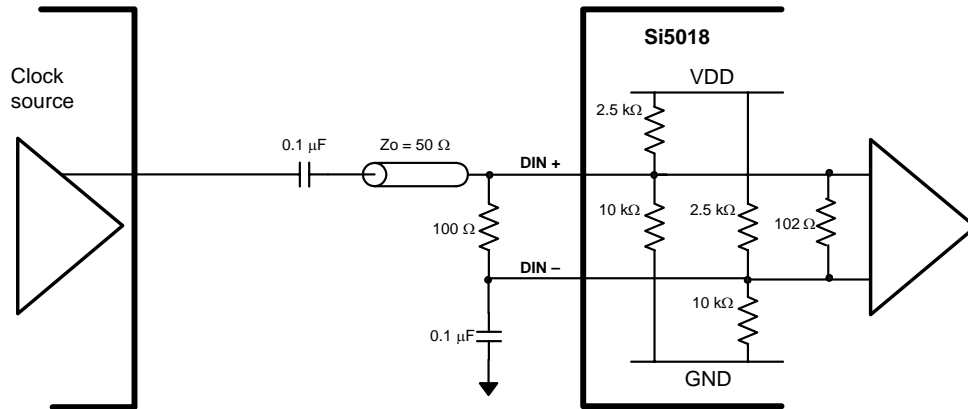 Si5018
Clock
source
VDD
2.5 kΩ
0.1 μF
Zo = 50 Ω
DIN +
100 Ω
10 kΩ
2.5 kΩ
102 Ω
DIN –
10 kΩ
0.1 μF
GND